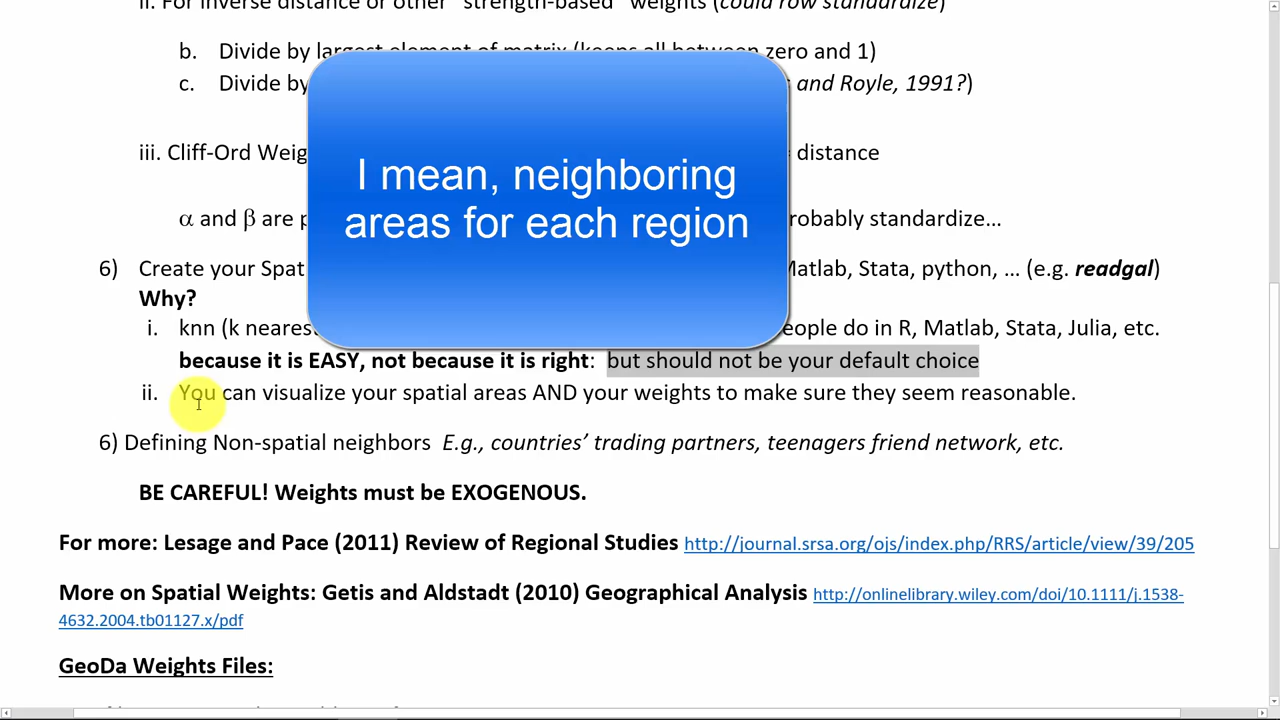 ii. For inverse distance or other "strength-based" weights (could row standardize)
b. Divide by largest element of matrix (keeps all between zero and 1)
c. Divide by and Royle, 1991?)
I mean, neighboring
areas for each region
iii. Cliff-Ord distance
α and β are robably standardize…
6) Create your Matlab, Stata, python, … (e.g. readgal)
Why?
i. knn (k nearest eople do in R, Matlab, Stata, Julia, etc.
because it is EASY, not because it is right: but should not be your default choice
ii. You can visualize your spatial areas AND your weights to make sure they seem reasonable.
6) Defining Non-spatial neighbors E.g., countries' trading partners, teenagers friend network, etc.
BE CAREFUL! Weights must be EXOGENOUS.
For more: Lesage and Pace (2011) Review of Regional Studies http://journal.srsa.org/ojs/index.php/RRS/article/view/39/205
More on Spatial Weights: Getis and Aldstadt (2010) Geographical Analysis http://onlinelibrary.wiley.com/doi/10.1111/j.1538-
4632.2004.tb01127.x/pdf
GeoDa Weights Files: